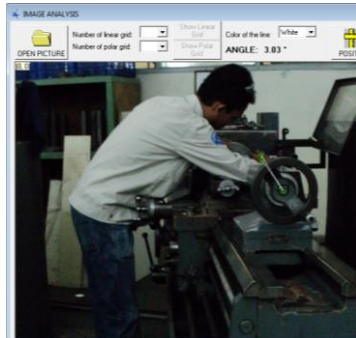 IMAGE ANALYSIS
OPEN PICTURE
Number of linear grid:
Show Linear Grid
Color of the line:
White
Number of polar grid:
Show Polar Grid
ANGLE: 3.03 °
POSIT